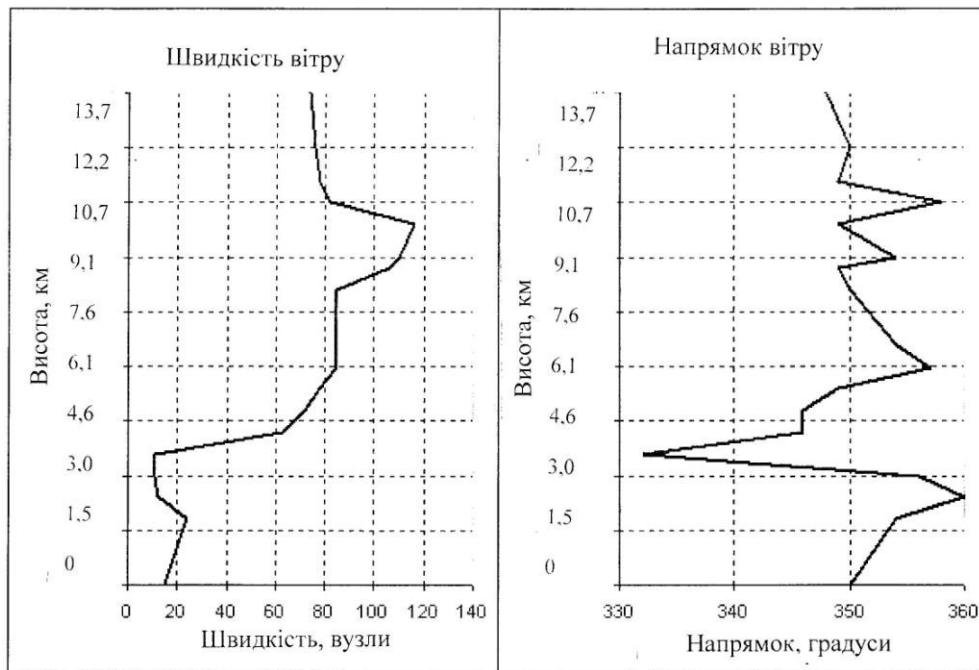 Швидкість вітру
13,7
12,2
10,7
9,1
7,6
6,1
4,6
3,0
1,5
0
Висота, км
0 20 40 60 80 100 120 140
Швидкість, вузли
Напрямок вітру
13,7
12,2
10,7
9,1
7,6
6,1
4,6
3,0
1,5
0
Висота, км
330 340 350 360
Напрямок, градуси